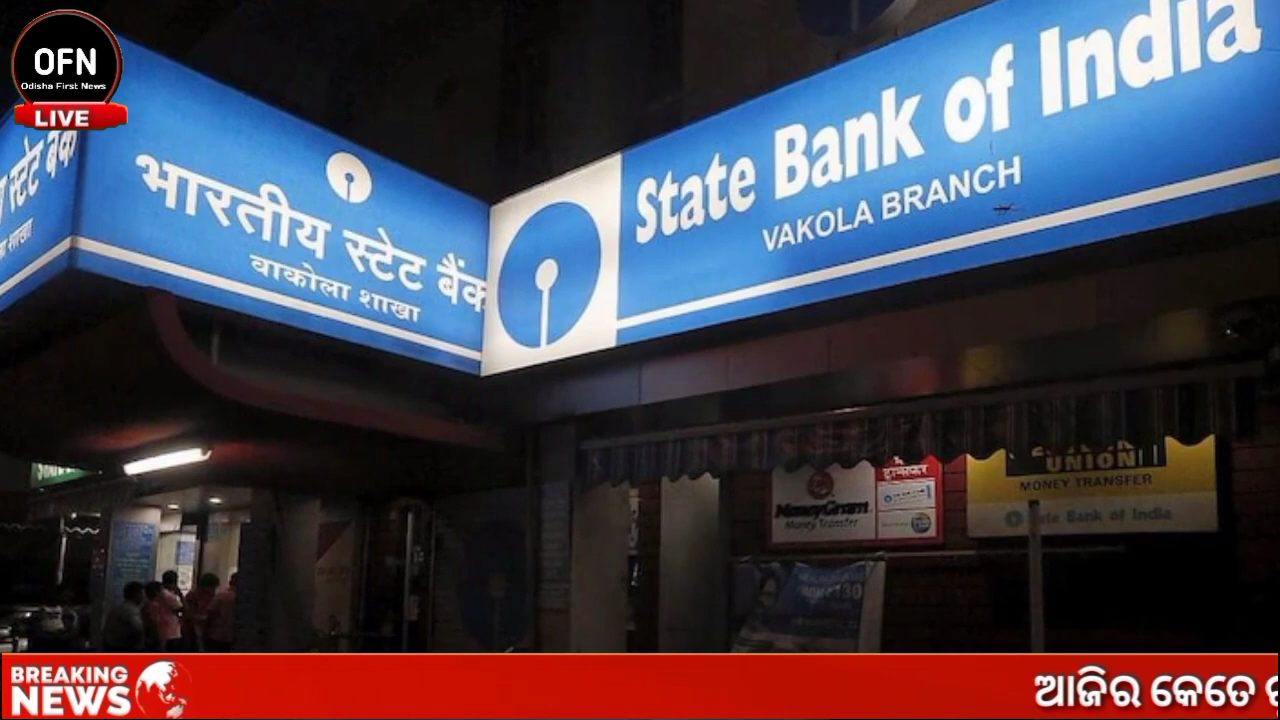 OFN
Odisha First News
LIVE
स्टेट बैंक
शाखा
भारतीय स्टेट बैंक
वाकोला शाखा
State Bank of India
VAKOLA BRANCH
UNION
MONEY TRANSFER
State Bank of India
MoneyGram
Money Transfer
BREAKING
NEWS
ଆଜିର କେତେ